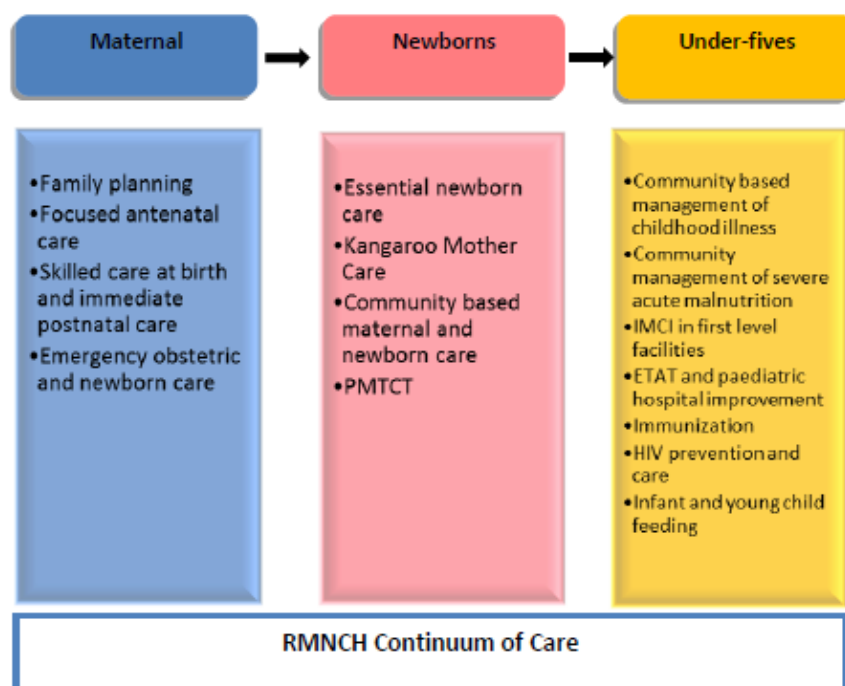 Maternal
Newborns
Under-fives
•Family planning
•Focused antenatal
care
•Skilled care at birth
and immediate
postnatal care
•Emergency obstetric
and newborn care
•Essential newborn
care
•Kangaroo Mother
Care
•Community based
maternal and
newborn care
•PMTCT
•Community based
management of
childhood illness
•Community
management of severe
acute malnutrition
•IMCI in first level
facilities
•ETAT and paediatric
hospital improvement
•Immunization
•HIV prevention and
care
•Infant and young child
feeding
RMNCH Continuum of Care